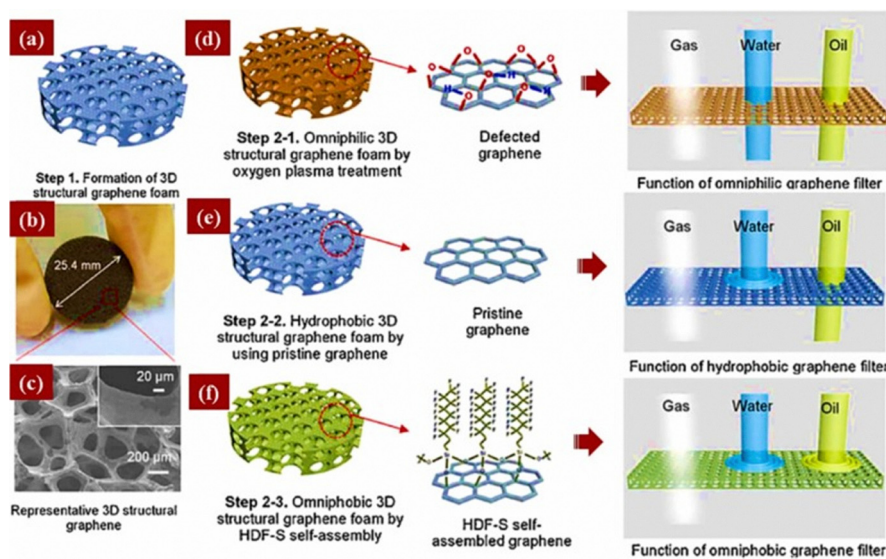 (a)
Step 1. Formation of 3D
structural graphene foam
(b)
25.4 mm
(c)
20 µm
200 µm
Representative 3D structural
graphene
(d)
Step 2-1. Omniphilic 3D
structural graphene foam by
oxygen plasma treatment
O
O
O
O
O
O
O
H
H
Defected
graphene
Gas
Water
Oil
Function of omniphilic graphene filter
(e)
Step 2-2. Hydrophobic 3D
structural graphene foam by
using pristine graphene
Pristine
graphene
Gas
Water
Oil
Function of hydrophobic graphene filter
(f)
Step 2-3. Omniphobic 3D
structural graphene foam by
HDF-S self-assembly
HDF-S self-
assembled graphene
Gas
Water
Oil
Function of omniphobic graphene filter